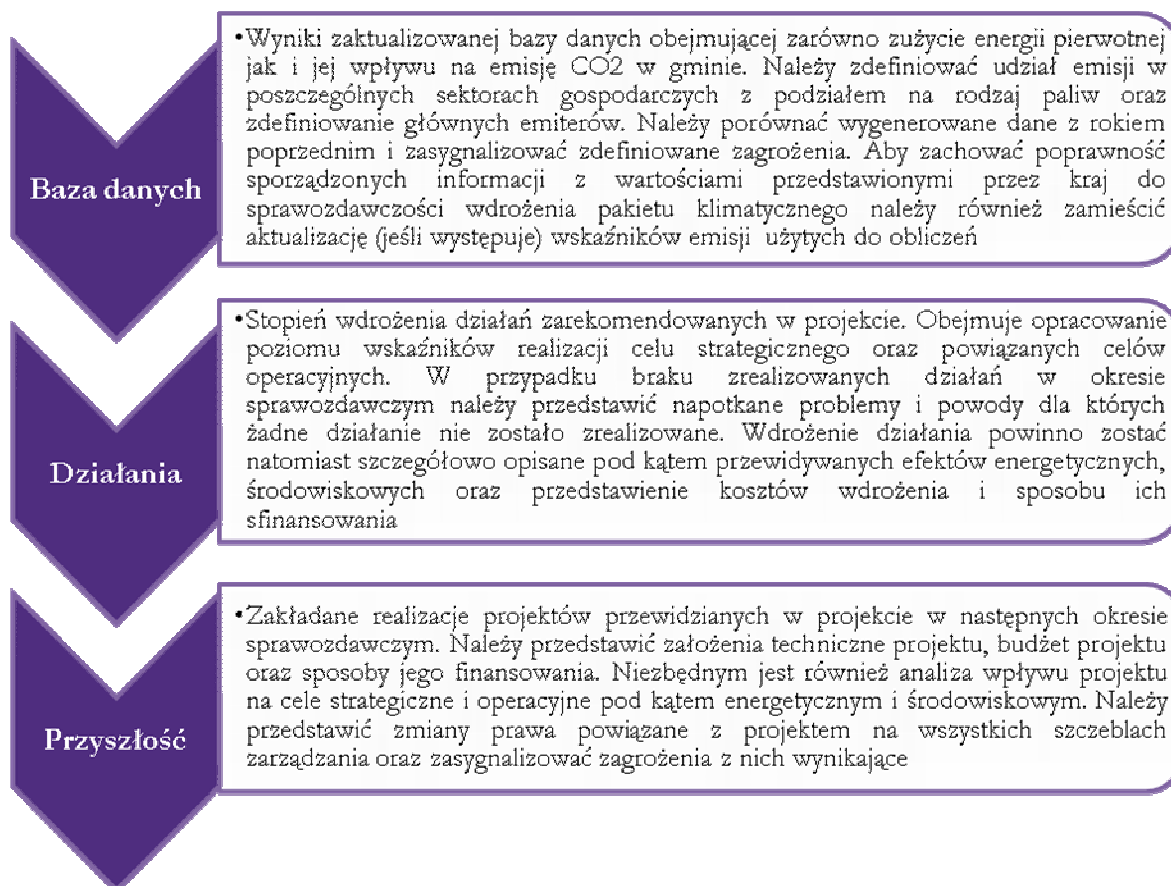 Baza danych
•Wyniki zaktualizowanej bazy danych obejmującej zarówno zużycie energii pierwotnej
jak i jej wpływu na emisję CO2 w gminie. Należy zdefiniować udział emisji w
poszczególnych sektorach gospodarczych z podziałem na rodzaj paliw oraz
zdefiniowanie głównych emiterów. Należy porównać wygenerowane dane z rokiem
poprzednim i zasygnalizować zdefiniowane zagrożenia. Aby zachować poprawność
sporządzonych informacji z wartościami przedstawionymi przez kraj do
sprawozdawczości wdrożenia pakietu klimatycznego należy również zamieścić
aktualizację (jeśli występuje) wskaźników emisji użytych do obliczeń
Działania
•Stopień wdrożenia działań zarekomendowanych w projekcie. Obejmuje opracowanie
poziomu wskaźników realizacji celu strategicznego oraz powiązanych celów
operacyjnych. W przypadku braku zrealizowanych działań w okresie
sprawozdawczym należy przedstawić napotkane problemy i powody dla których
żadne działanie nie zostało zrealizowane. Wdrożenie działania powinno zostać
natomiast szczegółowo opisane pod kątem przewidywanych efektów energetycznych,
środowiskowych oraz przedstawienie kosztów wdrożenia i sposobu ich
sfinansowania
Przyszłość
•Zakładane realizacje projektów przewidzianych w projekcie w następnych okresie
sprawozdawczym. Należy przedstawić założenia techniczne projektu, budżet projektu
oraz sposoby jego finansowania. Niezbędnym jest również analiza wpływu projektu
na cele strategiczne i operacyjne pod kątem energetycznym i środowiskowym. Należy
przedstawić zmiany prawa powiązane z projektem na wszystkich szczeblach
zarządzania oraz zasygnalizować zagrożenia z nich wynikające